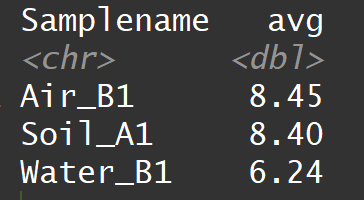 Samplename avg
<chr> <dbl>
Air_B1 8.45
Soil_A1 8.40
Water_B1 6.24